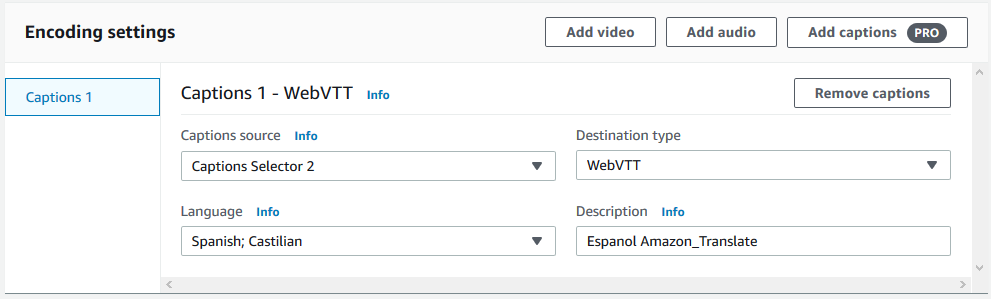 Encoding settings
Add video
Add audio
Add captions PRO
Captions 1
Captions 1 - WebVTT Info
Remove captions
Captions source Info
Destination type
Captions Selector 2
WebVTT
Language Info
Description Info
Spanish; Castilian
Espanol Amazon_Translate